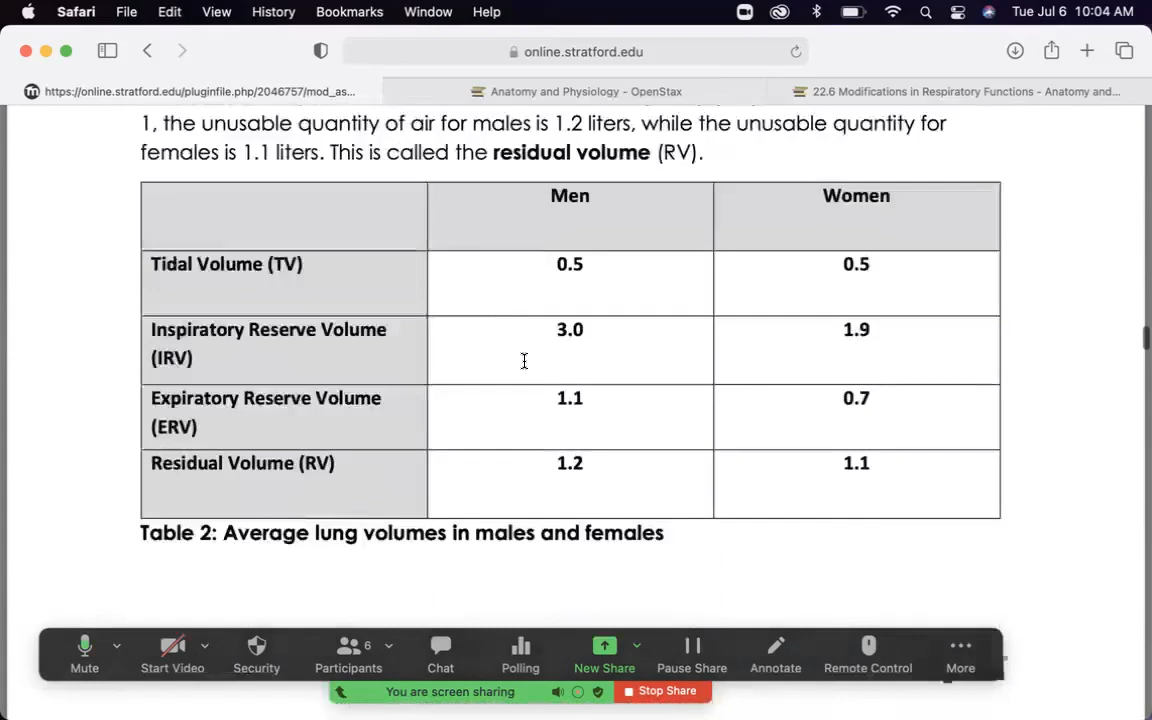 Safari File Edit View History Bookmarks Window Help Tue Jul 6 10:04 AM
online.stratford.edu
https://online.stratford.edu/pluginfile.php/2046757/mod_as... Anatomy and Physiology - OpenStax 22.6 Modifications in Respiratory Functions - Anatomy and...
1, the unusable quantity of air for males is 1.2 liters, while the unusable quantity for
females is 1.1 liters. This is called the residual volume (RV).
Men Women
Tidal Volume (TV) 0.5 0.5
Inspiratory Reserve Volume 3.0 1.9
(IRV)
Expiratory Reserve Volume 1.1 0.7
(ERV)
Residual Volume (RV) 1.2 1.1
Table 2: Average lung volumes in males and females
6
Mute Start Video Security Participants Chat Polling New Share Pause Share Annotate Remote Control More
You are screen sharing Stop Share